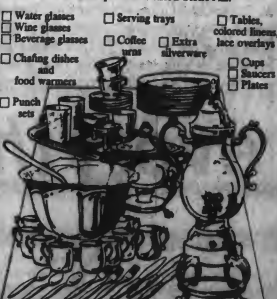 ☐ Water glasses
☐ Wine glasses
☐ Beverage glasses
☐ Chafing dishes
and
food warmers
☐ Punch
sets
☐ Serving trays
☐ Coffee
urns
☐ Extra
silverware
☐ Tables,
colored linens,
lace overlays
☐ Cups
☐ Saucers
☐ Plates